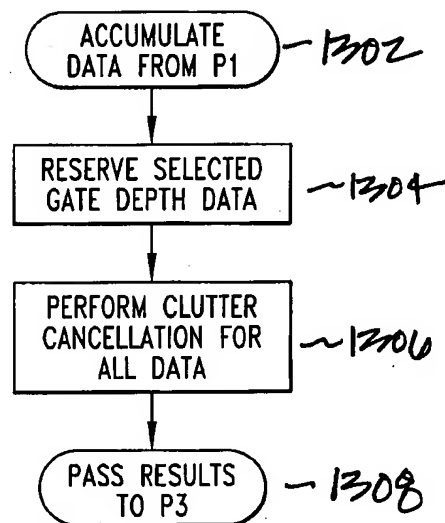 ACCUMULATE
DATA FROM P1
1302
RESERVE SELECTED
GATE DEPTH DATA
1304
PERFORM CLUTTER
CANCELLATION FOR
ALL DATA
1306
PASS RESULTS
TO P3
1308